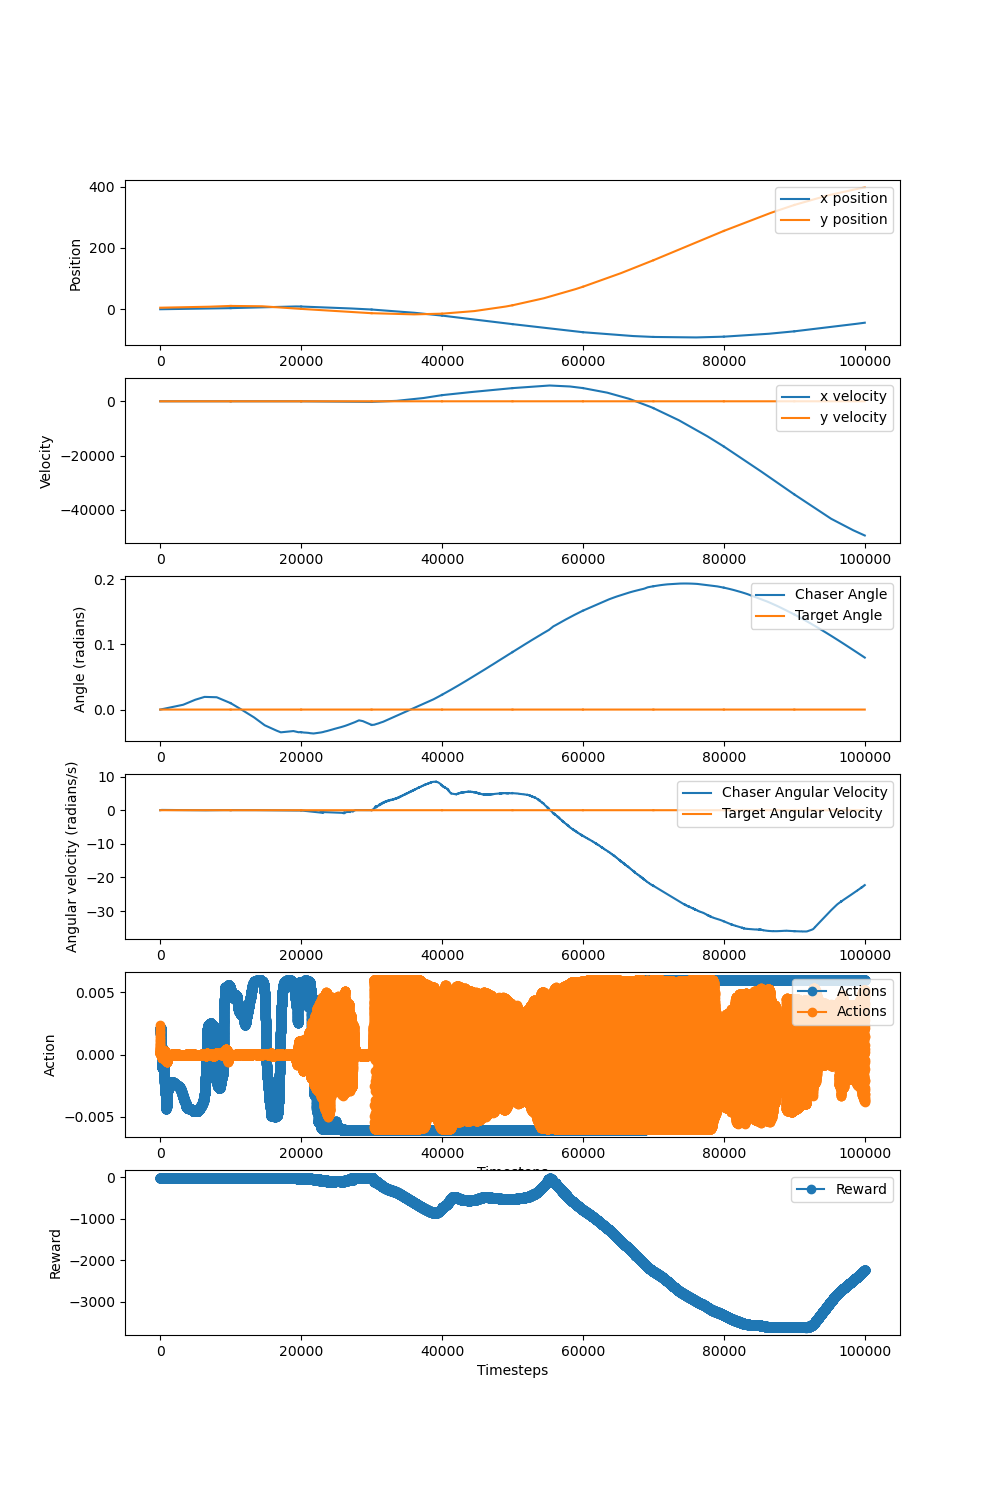 400
200
0
Position
x position
y position
0 20000 40000 60000 80000 100000
0
−20000
−40000
Velocity
x velocity
y velocity
0 20000 40000 60000 80000 100000
0.2
0.1
0.0
Angle (radians)
Chaser Angle
Target Angle
0 20000 40000 60000 80000 100000
10
0
−10
−20
−30
Angular velocity (radians/s)
Chaser Angular Velocity
Target Angular Velocity
0 20000 40000 60000 80000 100000
0.005
0.000
−0.005
Action
Actions
Actions
0 20000 40000 60000 80000 100000
Timesteps
0
−1000
−2000
−3000
Reward
Reward
0 20000 40000 60000 80000 100000
Timesteps